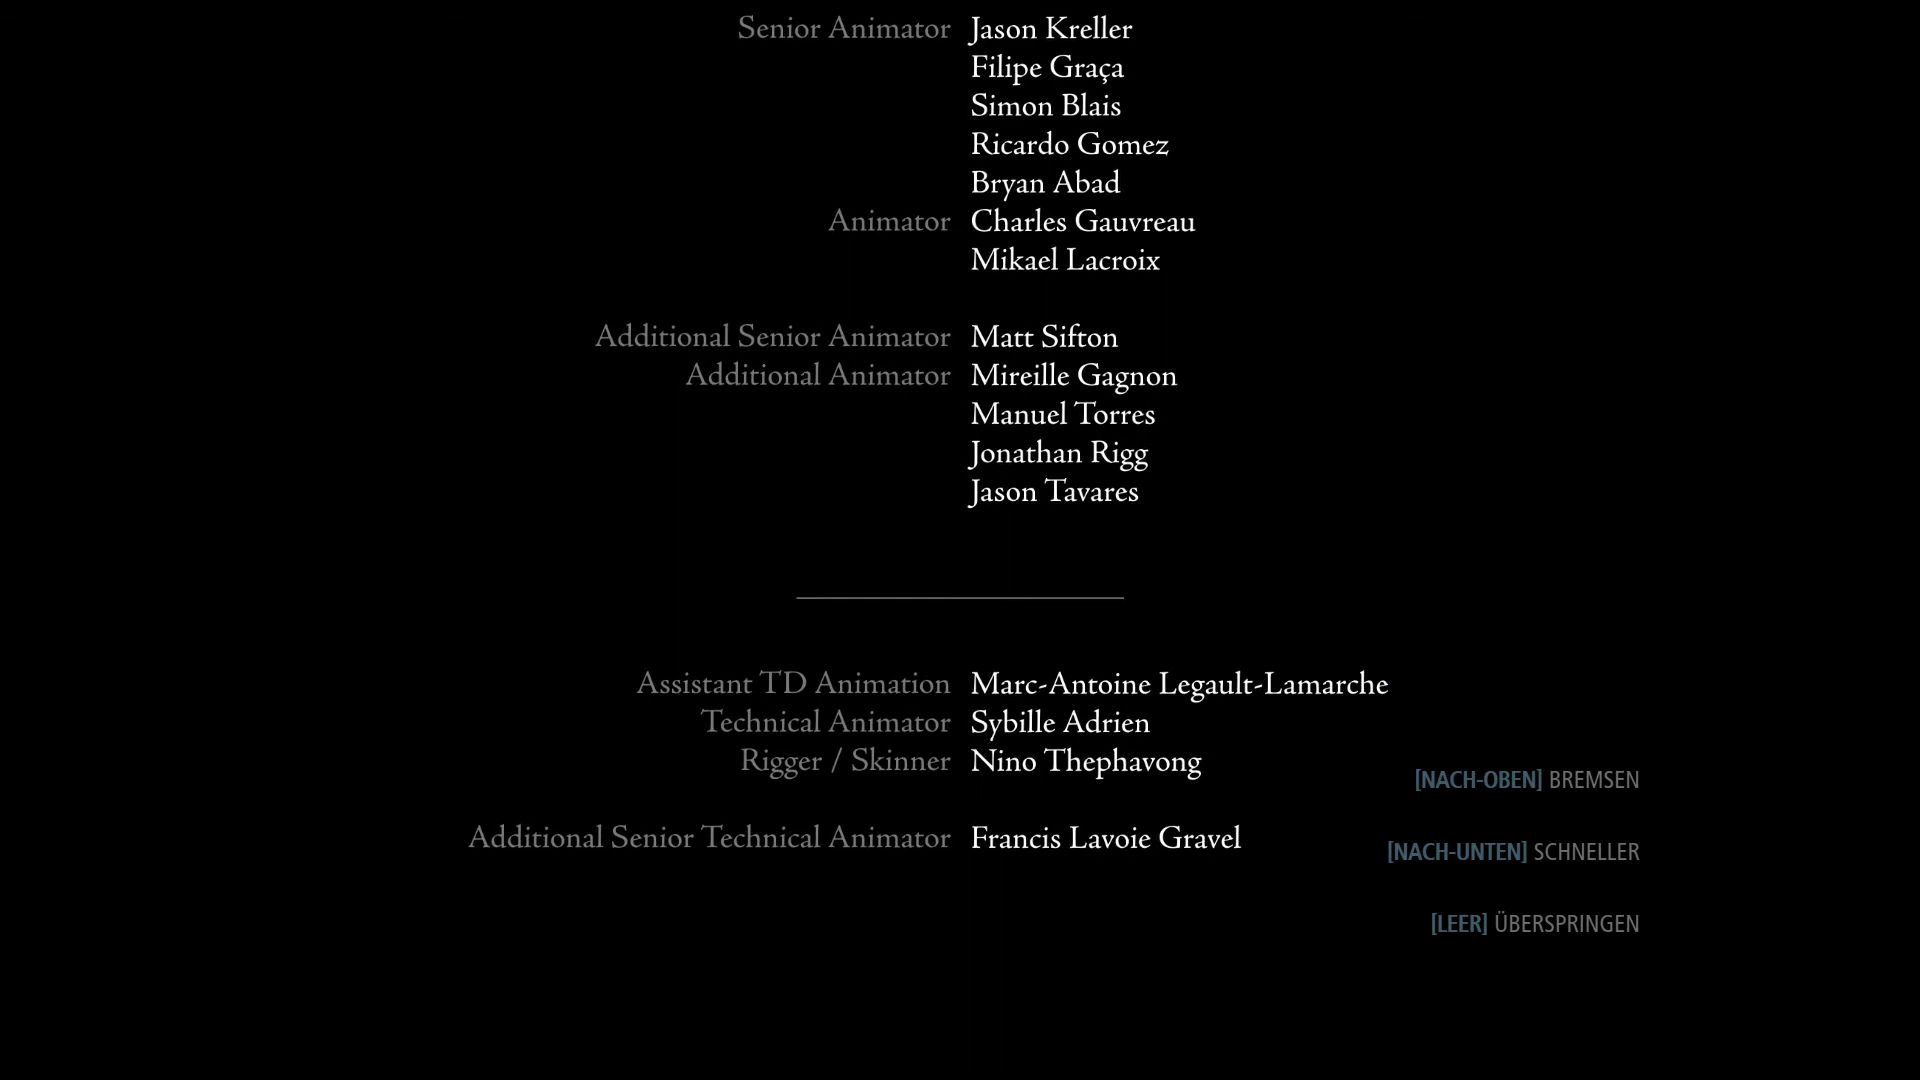 Senior Animator Jason Kreller
Filipe Graça
Simon Blais
Ricardo Gomez
Bryan Abad
Animator Charles Gauvreau
Mikael Lacroix
Additional Senior Animator Matt Sifton
Additional Animator Mireille Gagnon
Manuel Torres
Jonathan Rigg
Jason Tavares
Assistant TD Animation Marc-Antoine Legault-Lamarche
Technical Animator Sybille Adrien
Rigger / Skinner Nino Thephavong
[NACH-OBEN] BREMSEN
Additional Senior Technical Animator Francis Lavoie Gravel
[NACH-UNTEN] SCHNELLER
[LEER] ÜBERSPRINGEN